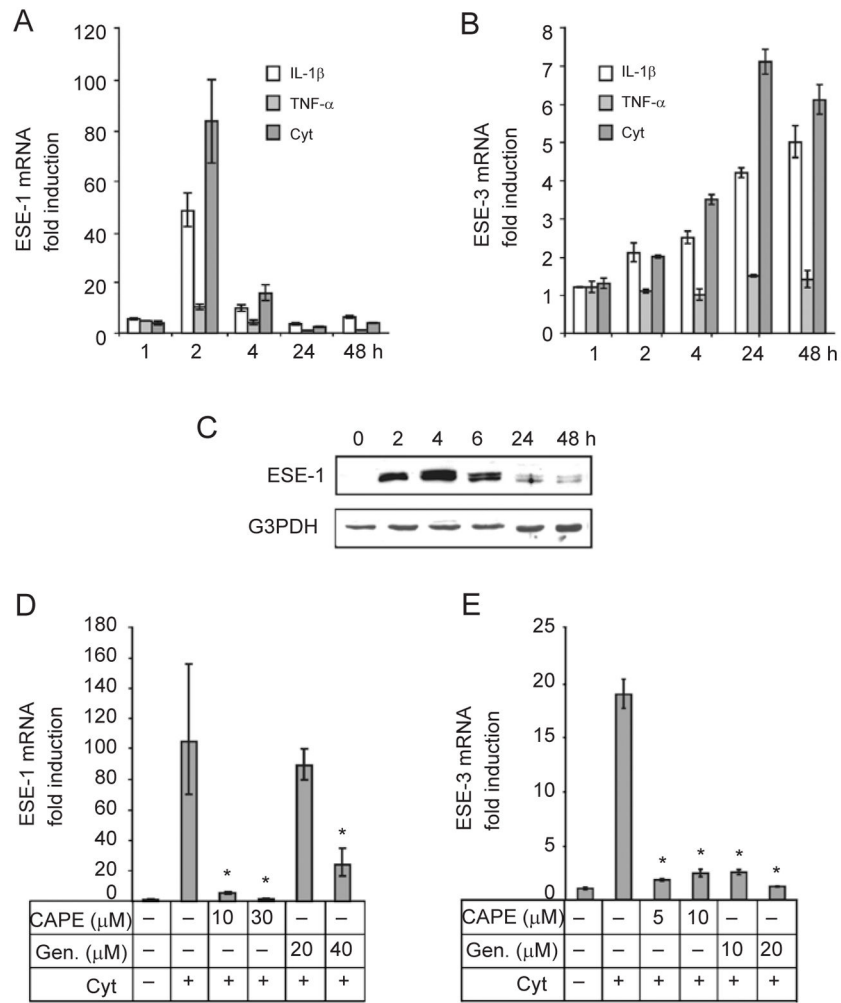 A
ESE-1 mRNA
fold induction
120
100
80
60
40
20
0
IL-1β
TNF-α
Cyt
1 2 4 24 48 h
B
ESE-3 mRNA
fold induction
8
7
6
5
4
3
2
1
0
IL-1β
TNF-α
Cyt
1 2 4 24 48 h
C
0 2 4 6 24 48 h
ESE-1
G3PDH
D
ESE-1 mRNA
fold induction
180
160
140
120
100
80
60
40
20
0
* * *
CAPE (μM) – – 10 30 – –
Gen. (μM) – – – – 20 40
Cyt – + + + + +
E
ESE-3 mRNA
fold induction
25
20
15
10
5
0
* * * *
CAPE (μM) – – 5 10 – –
Gen. (μM) – – – – 10 20
Cyt – + + + + +